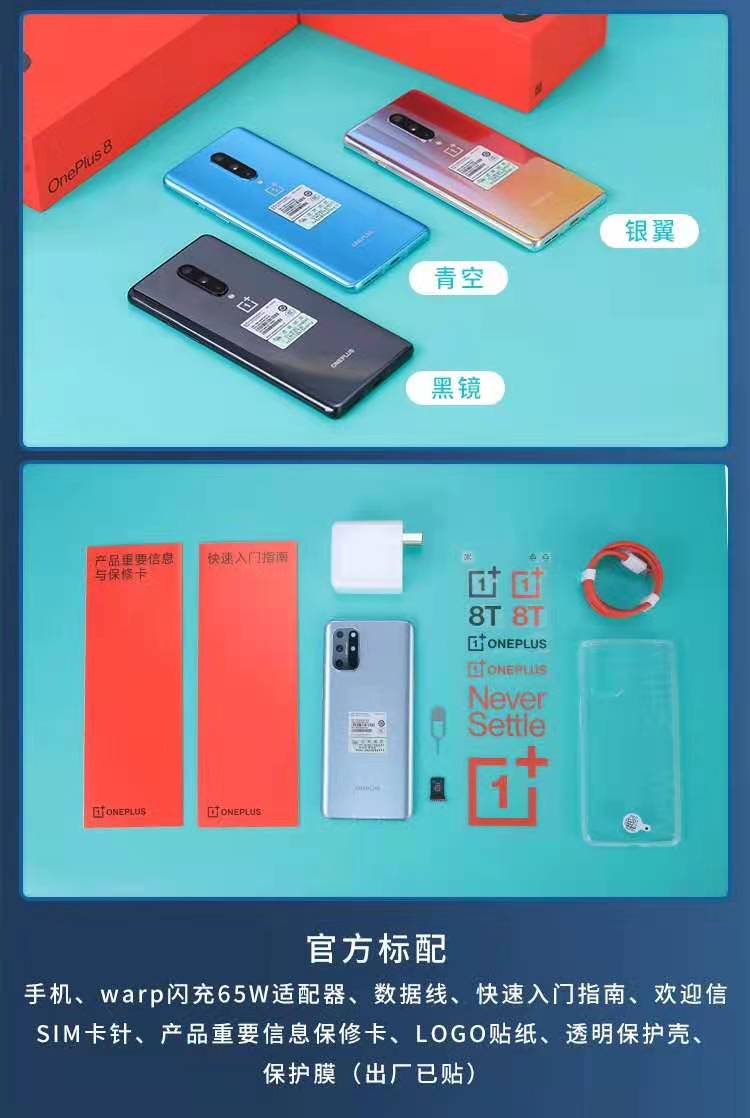 OnePlus 8
银翼
青空
黑镜
ONEPLUS
产品重要信息
与保修卡
快速入门指南
8T 8T
ONEPLUS
ONEPLUS
Never
Settle
ONEPLUS
ONEPLUS
官方标配
手机、warp闪充65W适配器、数据线、快速入门指南、欢迎信
SIM卡针、产品重要信息保修卡、LOGO贴纸、透明保护壳、
保护膜（出厂已贴）